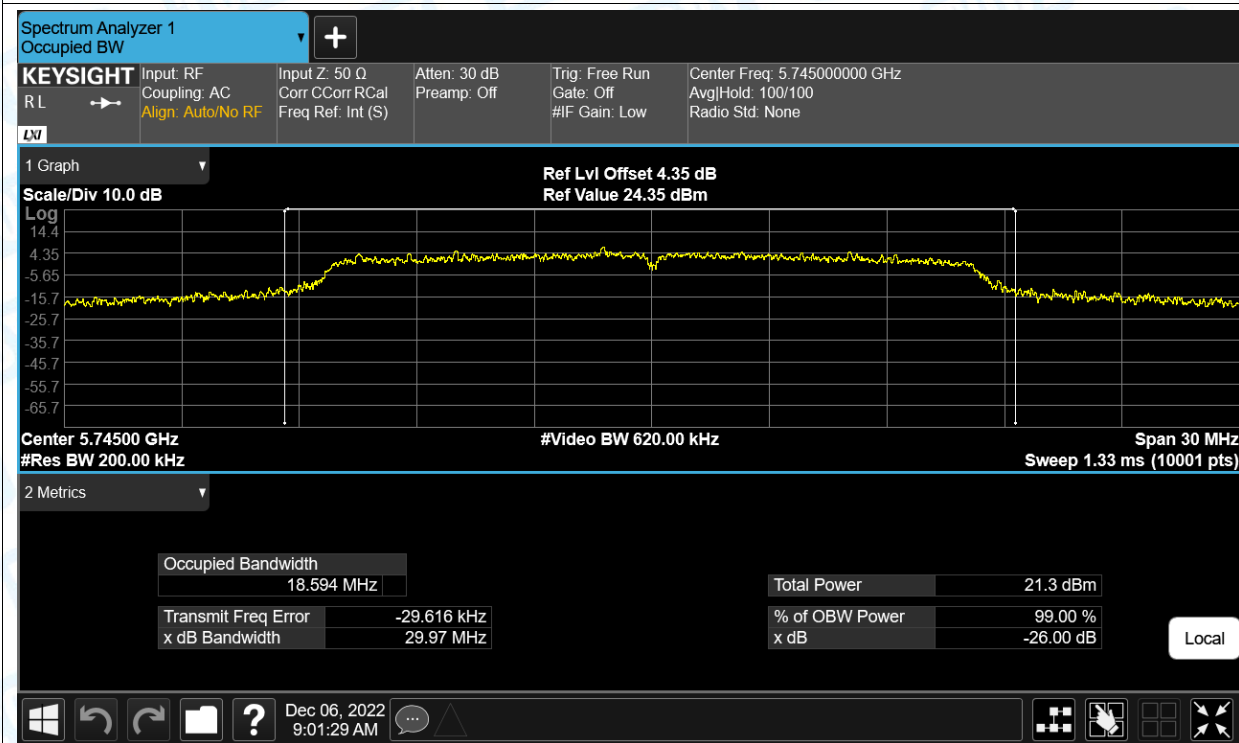 Spectrum Analyzer 1
Occupied BW
KEYSIGHT
R L
LXI
Input: RF
Coupling: AC
Align: Auto/No RF
Input Z: 50 Ω
Corr CCorr RCal
Freq Ref: Int (S)
Atten: 30 dB
Preamp: Off
Trig: Free Run
Gate: Off
#IF Gain: Low
Center Freq: 5.745000000 GHz
Avg|Hold: 100/100
Radio Std: None
1 Graph
Scale/Div 10.0 dB
Ref Lvl Offset 4.35 dB
Ref Value 24.35 dBm
Log
14.4
4.35
-5.65
-15.7
-25.7
-35.7
-45.7
-55.7
-65.7
Center 5.74500 GHz
#Res BW 200.00 kHz
#Video BW 620.00 kHz
Span 30 MHz
Sweep 1.33 ms (10001 pts)
2 Metrics
Occupied Bandwidth
18.594 MHz
Transmit Freq Error -29.616 kHz
x dB Bandwidth 29.97 MHz
Total Power 21.3 dBm
% of OBW Power 99.00 %
x dB -26.00 dB
Local
?
Dec 06, 2022
9:01:29 AM